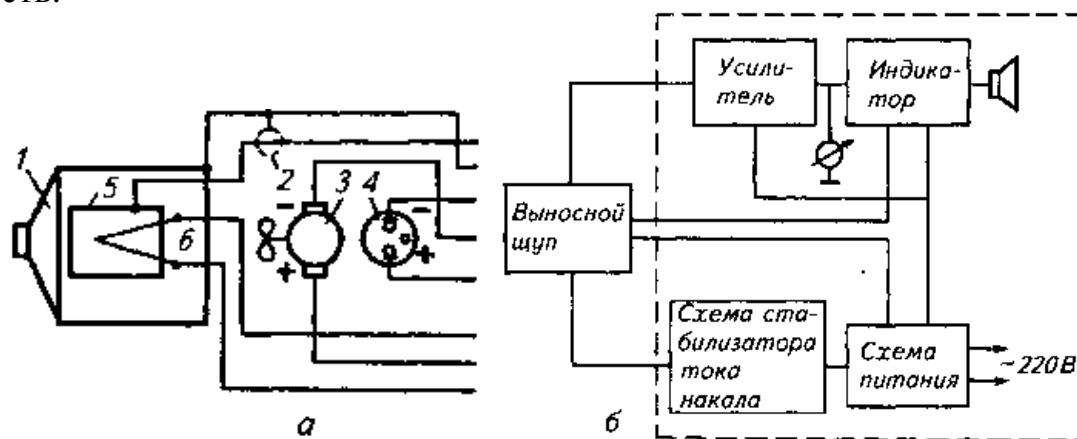 Усили-
тель
Индика-
тор
1
5
2
3
4
-
-
+
+
6
Выносной
щуп
Схема ста-
билизатора
тока
накала
Схема
питания
~220В
а
б